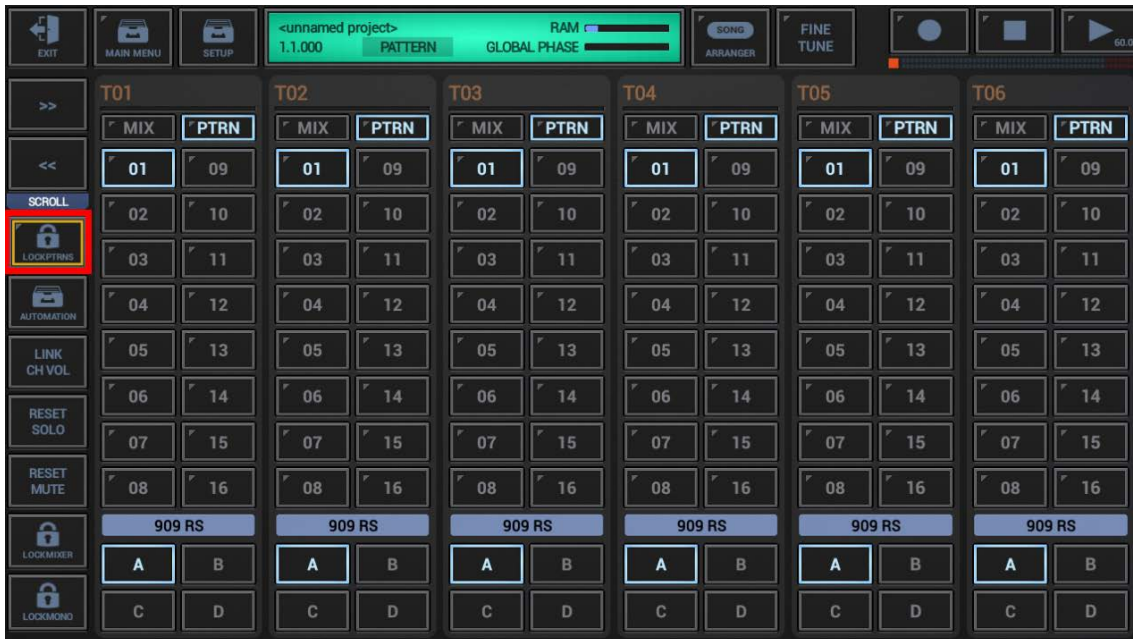 EXIT
MAIN MENU
SETUP
<unnamed project> RAM
1.1.000 PATTERN GLOBAL PHASE
SONG
ARRANGER
FINE
TUNE
60.0
>>
<<
SCROLL
LOCKPTRNS
AUTOMATION
LINK
CH VOL
RESET
SOLO
RESET
MUTE
LOCKMIXER
LOCKMONO
T01 T02 T03 T04 T05 T06
MIX PTRN MIX PTRN MIX PTRN MIX PTRN MIX PTRN MIX PTRN
01 09 01 09 01 09 01 09 01 09 01 09
02 10 02 10 02 10 02 10 02 10 02 10
03 11 03 11 03 11 03 11 03 11 03 11
04 12 04 12 04 12 04 12 04 12 04 12
05 13 05 13 05 13 05 13 05 13 05 13
06 14 06 14 06 14 06 14 06 14 06 14
07 15 07 15 07 15 07 15 07 15 07 15
08 16 08 16 08 16 08 16 08 16 08 16
909 RS 909 RS 909 RS 909 RS 909 RS 909 RS
A B A B A B A B A B A B
C D C D C D C D C D C D